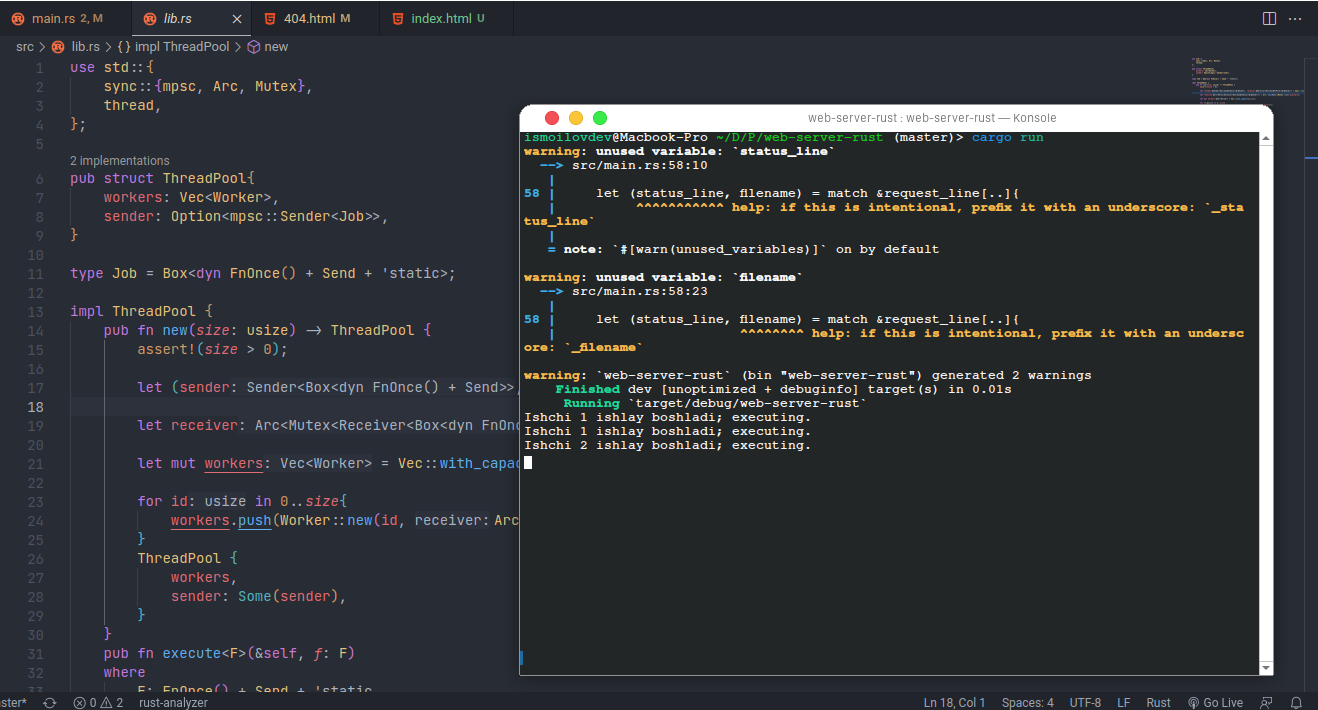 main.rs 2, M
lib.rs
404.html M
index.html U
src > lib.rs > {} impl ThreadPool > new
1 use std::{
2 sync::{mpsc, Arc, Mutex},
3 thread,
4 };
5
2 implementations
6 pub struct ThreadPool{
7 workers: Vec<Worker>,
8 sender: Option<mpsc::Sender<Job>>,
9 }
10
11 type Job = Box<dyn FnOnce() + Send + 'static>;
12
13 impl ThreadPool {
14 pub fn new(size: usize) -> ThreadPool {
15 assert!(size > 0);
16
17 let (sender: Sender<Box<dyn FnOnce() + Send>>,
18
19 let receiver: Arc<Mutex<Receiver<Box<dyn FnOnc
20
21 let mut workers: Vec<Worker> = Vec::with_capac
22
23 for id: usize in 0..size{
24 workers.push(Worker::new(id, receiver: Arc
25 }
26 ThreadPool {
27 workers,
28 sender: Some(sender),
29 }
30 }
31 pub fn execute<F>(&self, f: F)
32 where
33 F: FnOnce() + Send + 'static
web-server-rust : web-server-rust — Konsole
ismoilovdev@Macbook-Pro ~/D/P/web-server-rust (master)> cargo run
warning: unused variable: `status_line`
--> src/main.rs:58:10
|
58 | let (status_line, filename) = match &request_line[..]{
| ^^^^^^^^^^^ help: if this is intentional, prefix it with an underscore: `_sta
tus_line`
|
= note: `#[warn(unused_variables)]` on by default
warning: unused variable: `filename`
--> src/main.rs:58:23
|
58 | let (status_line, filename) = match &request_line[..]{
| ^^^^^^^^ help: if this is intentional, prefix it with an undersc
ore: `_filename`
warning: `web-server-rust` (bin "web-server-rust") generated 2 warnings
Finished dev [unoptimized + debuginfo] target(s) in 0.01s
Running `target/debug/web-server-rust`
Ishchi 1 ishlay boshladi; executing.
Ishchi 1 ishlay boshladi; executing.
Ishchi 2 ishlay boshladi; executing.
ster* 0 2 rust-analyzer Ln 18, Col 1 Spaces: 4 UTF-8 LF Rust Go Live